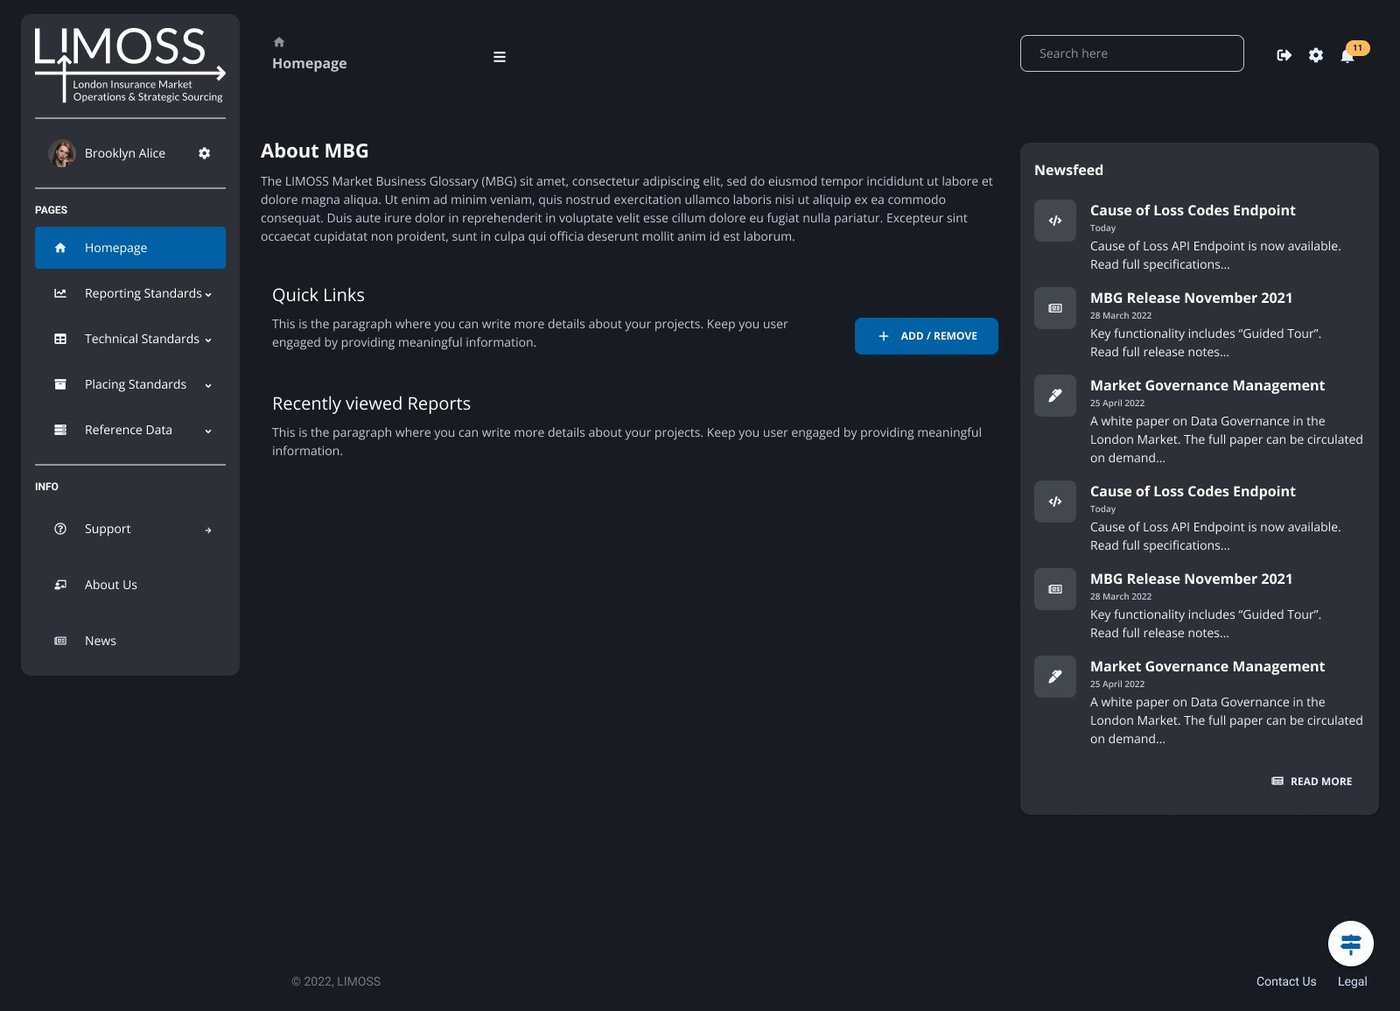 LIMOSS
London Insurance Market
Operations & Strategic Sourcing
Brooklyn Alice
PAGES
Homepage
Reporting Standards
Technical Standards
Placing Standards
Reference Data
INFO
Support
About Us
News
Homepage
Search here
11
About MBG
The LIMOSS Market Business Glossary (MBG) sit amet, consectetur adipiscing elit, sed do eiusmod tempor incididunt ut labore et
dolore magna aliqua. Ut enim ad minim veniam, quis nostrud exercitation ullamco laboris nisi ut aliquip ex ea commodo
consequat. Duis aute irure dolor in reprehenderit in voluptate velit esse cillum dolore eu fugiat nulla pariatur. Excepteur sint
occaecat cupidatat non proident, sunt in culpa qui officia deserunt mollit anim id est laborum.
Quick Links
This is the paragraph where you can write more details about your projects. Keep you user
engaged by providing meaningful information.
ADD / REMOVE
Recently viewed Reports
This is the paragraph where you can write more details about your projects. Keep you user engaged by providing meaningful
information.
Newsfeed
Cause of Loss Codes Endpoint
Today
Cause of Loss API Endpoint is now available.
Read full specifications...
MBG Release November 2021
28 March 2022
Key functionality includes “Guided Tour”.
Read full release notes...
Market Governance Management
25 April 2022
A white paper on Data Governance in the
London Market. The full paper can be circulated
on demand...
Cause of Loss Codes Endpoint
Today
Cause of Loss API Endpoint is now available.
Read full specifications...
MBG Release November 2021
28 March 2022
Key functionality includes “Guided Tour”.
Read full release notes...
Market Governance Management
25 April 2022
A white paper on Data Governance in the
London Market. The full paper can be circulated
on demand...
READ MORE
© 2022, LIMOSS
Contact Us
Legal